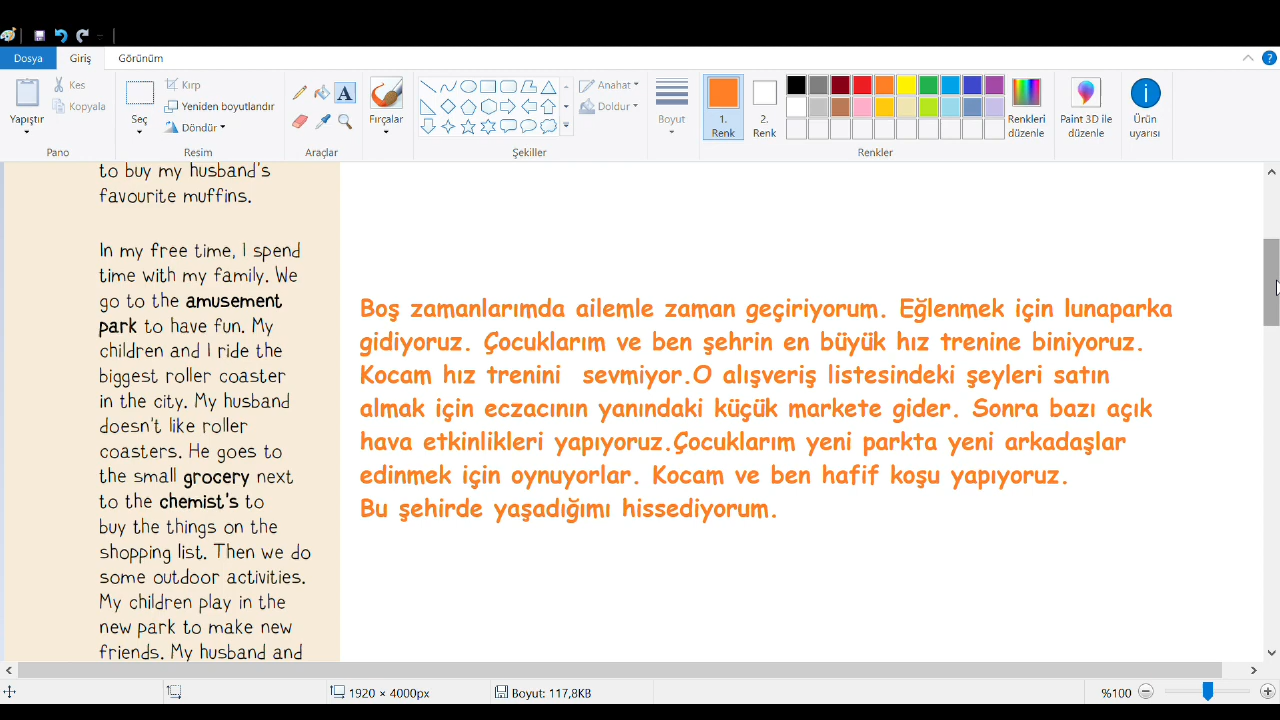 Dosya Giriş Görünüm
Yapıştır
Kes
Kopyala
Pano
Seç
Kırp
Yeniden boyutlandır
Döndür
Resim
A
Araçlar
Fırçalar
Şekiller
Anahat
Doldur
Boyut
1. Renk
2. Renk
Renkleri düzenle
Renkler
Paint 3D ile düzenle
Ürün uyarısı
to buy my husband's
favourite muffins.
In my free time, I spend
time with my family. We
go to the amusement
park to have fun. My
children and I ride the
biggest roller coaster
in the city. My husband
doesn't like roller
coasters. He goes to
the small grocery next
to the chemist's to
buy the things on the
shopping list. Then we do
some outdoor activities.
My children play in the
new park to make new
friends. My husband and
Boş zamanlarımda ailemle zaman geçiriyorum. Eğlenmek için lunaparka
gidiyoruz. Çocuklarım ve ben şehrin en büyük hız trenine biniyoruz.
Kocam hız trenini sevmiyor.O alışveriş listesindeki şeyleri satın
almak için eczacının yanındaki küçük markete gider. Sonra bazı açık
hava etkinlikleri yapıyoruz.Çocuklarım yeni parkta yeni arkadaşlar
edinmek için oynuyorlar. Kocam ve ben hafif koşu yapıyoruz.
Bu şehirde yaşadığımı hissediyorum.
1920 × 4000px
Boyut: 117,8KB
%100